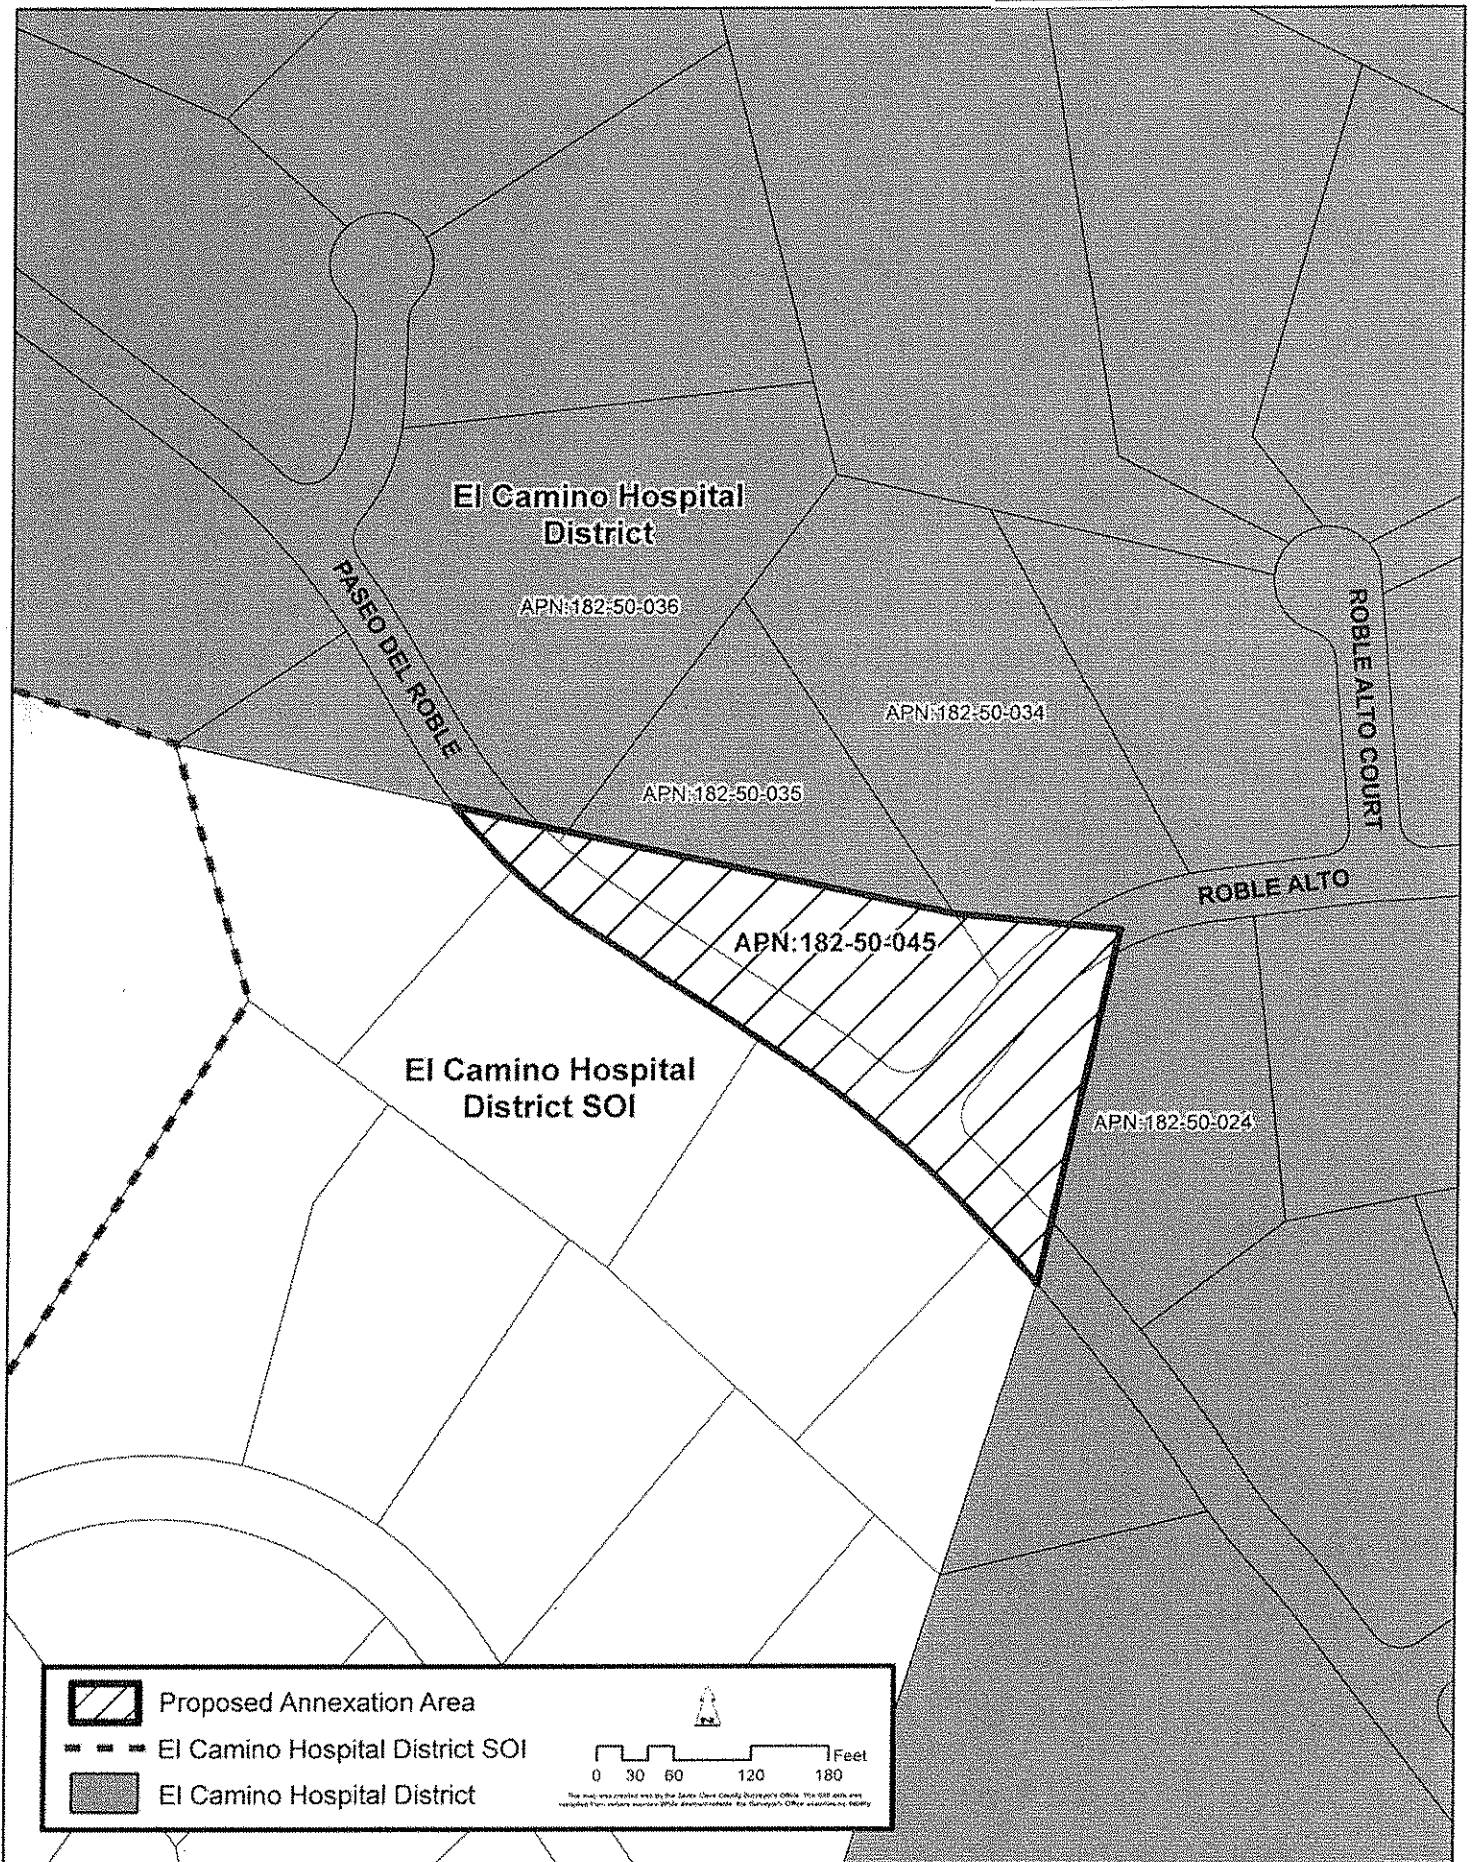 El Camino Hospital
District
APN:182-50-036
PASEO DEL ROBLE
ROBLE ALTO COURT
APN:182-50-034
APN:182-50-035
ROBLE ALTO
APN:182-50-045
El Camino Hospital
District SOI
APN:182-50-024
Proposed Annexation Area
El Camino Hospital District SOI
El Camino Hospital District
N
Feet
0 30 60 120 180